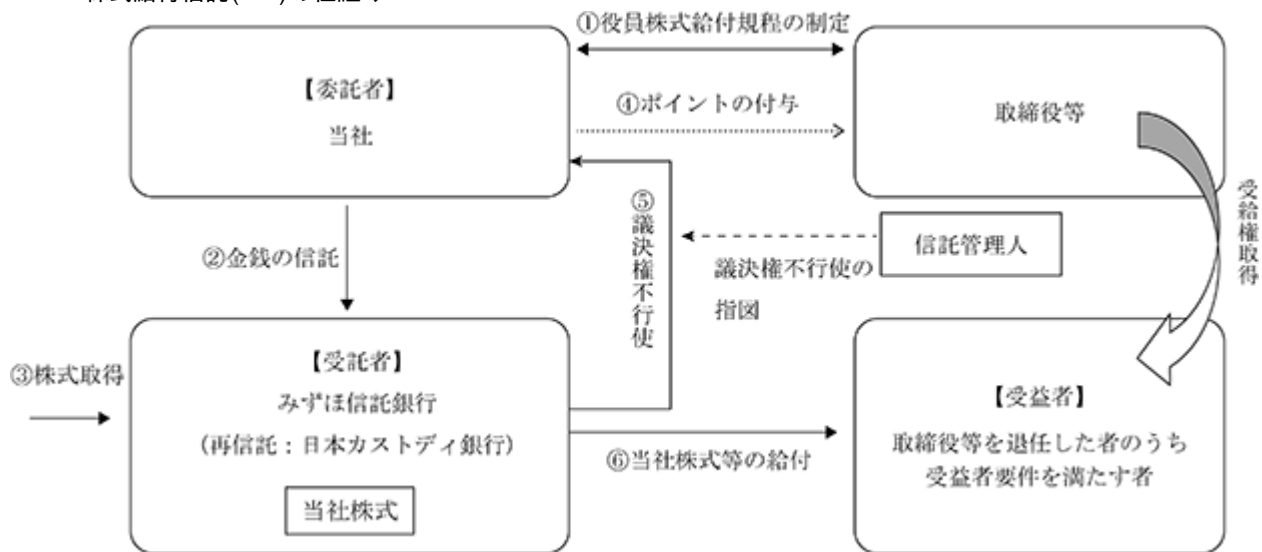 ①役員株式給付規程の制定
【委託者】
当社
④ポイントの付与
取締役等
受給権取得
②金銭の信託
⑤議決権不行使
信託管理人
議決権不行使の
指図
③株式取得
【受託者】
みずほ信託銀行
(再信託：日本カストディ銀行)
当社株式
⑥当社株式等の給付
【受益者】
取締役等を退任した者のうち
受益者要件を満たす者